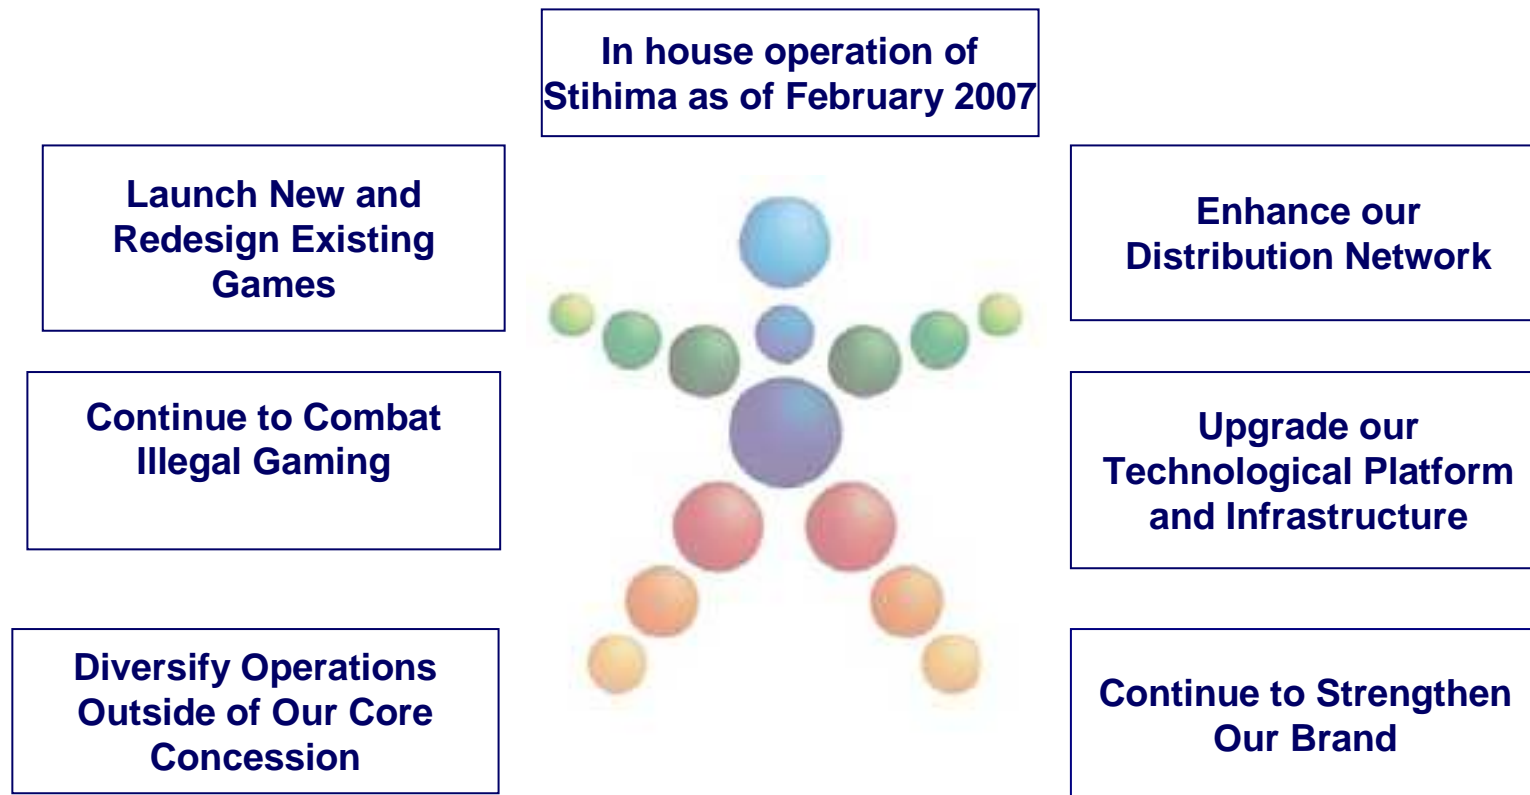 In house operation of
Stihima as of February 2007
Launch New and
Redesign Existing
Games
Enhance our
Distribution Network
Continue to Combat
Illegal Gaming
Upgrade our
Technological Platform
and Infrastructure
Diversify Operations
Outside of Our Core
Concession
Continue to Strengthen
Our Brand